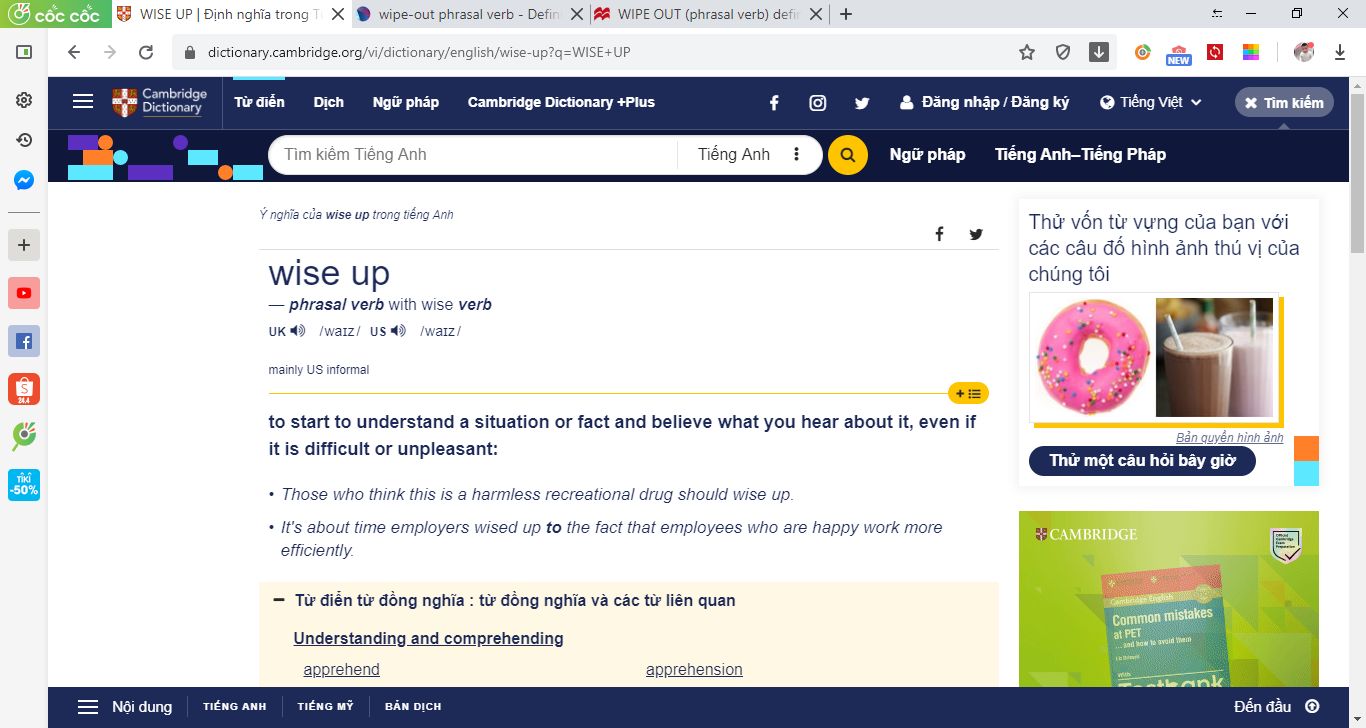 cốc cốc
WISE UP | Định nghĩa trong T
wipe-out phrasal verb - Defin
WIPE OUT (phrasal verb) defin
dictionary.cambridge.org/vi/dictionary/english/wise-up?q=WISE+UP
NEW
Cambridge
Dictionary
Từ điển
Dịch
Ngữ pháp
Cambridge Dictionary +Plus
Đăng nhập / Đăng ký
Tiếng Việt
Tìm kiếm
Tìm kiếm Tiếng Anh
Tiếng Anh
Ngữ pháp
Tiếng Anh–Tiếng Pháp
Ý nghĩa của wise up trong tiếng Anh
wise up
— phrasal verb with wise verb
UK /waɪz/ US /waɪz/
mainly US informal
to start to understand a situation or fact and believe what you hear about it, even if
it is difficult or unpleasant:
• Those who think this is a harmless recreational drug should wise up.
• It's about time employers wised up to the fact that employees who are happy work more
efficiently.
Từ điển từ đồng nghĩa : từ đồng nghĩa và các từ liên quan
Understanding and comprehending
apprehend
apprehension
Thử vốn từ vựng của bạn với
các câu đố hình ảnh thú vị của
chúng tôi
Bản quyền hình ảnh
Thử một câu hỏi bây giờ
CAMBRIDGE
Cambridge English
Common mistakes
at PET
... and how to avoid them
With
Testbank
24.4
TIKI
-50%
Nội dung
TIẾNG ANH
TIẾNG MỸ
BẢN DỊCH
Đến đầu